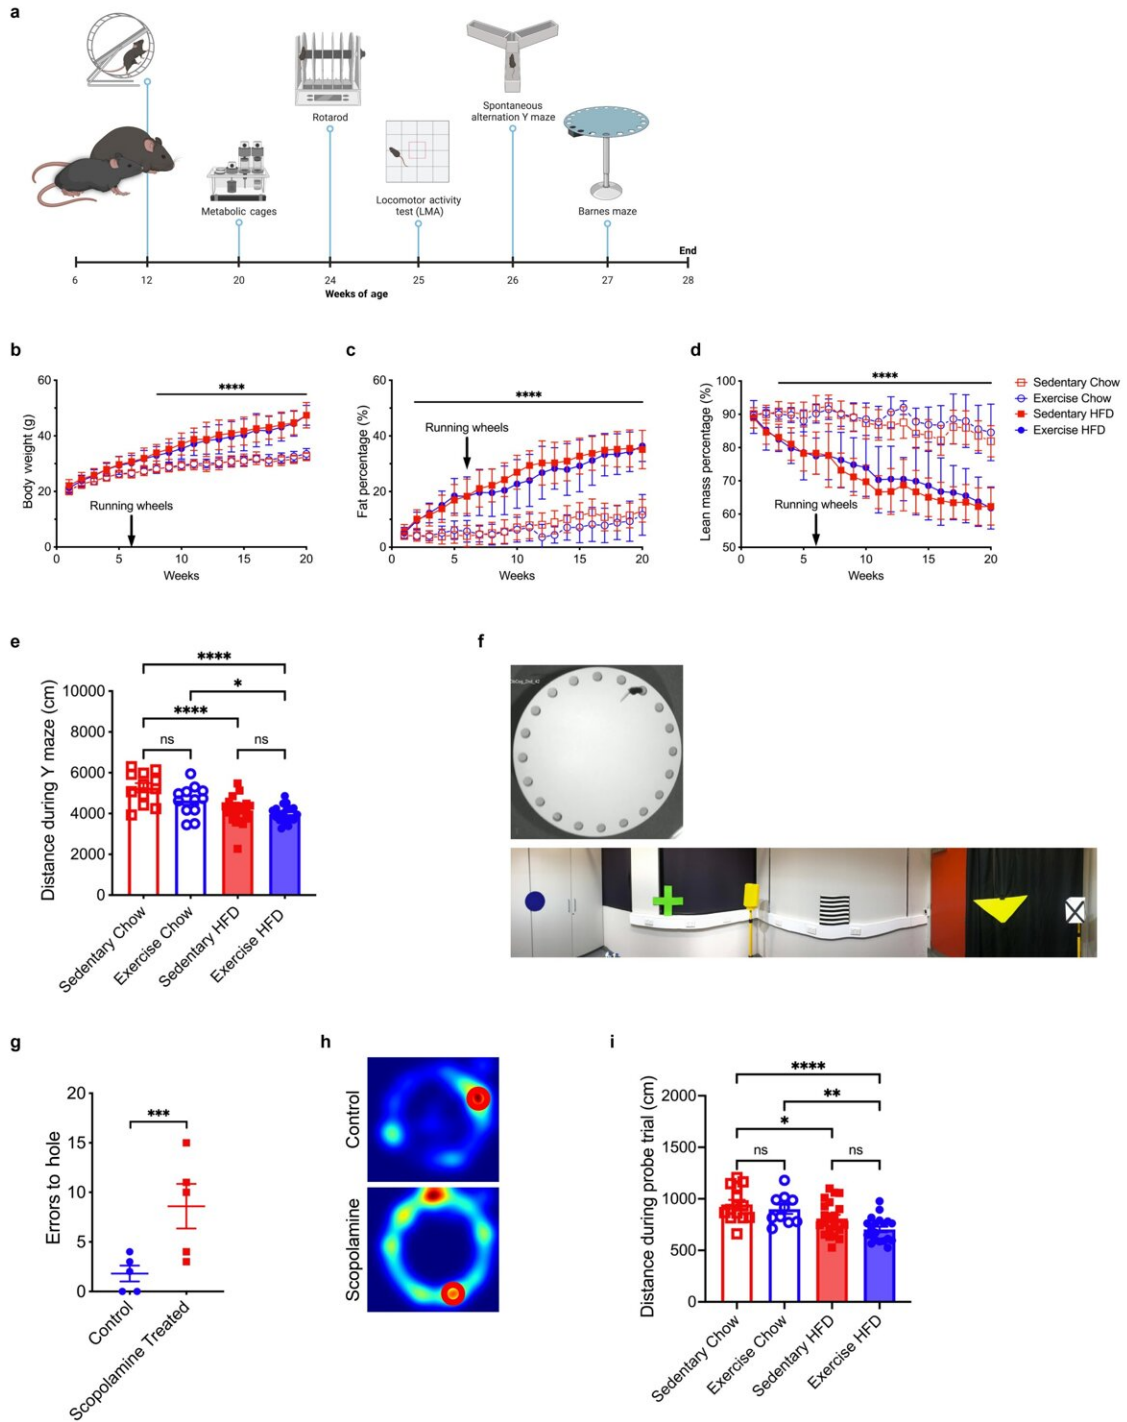 a
Rotarod
Spontaneous
alternation Y maze
Metabolic cages
Locomotor activity
test (LMA)
Barnes maze
End
6 12 20 24 25 26 27 28
Weeks of age
b
Body weight (g)
60
40
20
0
****
Running wheels
0 5 10 15 20
Weeks
c
Fat percentage (%)
60
40
20
0
****
Running wheels
0 5 10 15 20
Weeks
d
Lean mass percentage (%)
100
90
80
70
60
50
****
Running wheels
0 5 10 15 20
Weeks
Sedentary Chow
Exercise Chow
Sedentary HFD
Exercise HFD
e
Distance during Y maze (cm)
10000
8000
6000
4000
2000
0
****
*
****
ns ns
Sedentary Chow
Exercise Chow
Sedentary HFD
Exercise HFD
f
g
Errors to hole
20
15
10
5
0
***
Control
Scopolamine Treated
h
Control
Scopolamine
i
Distance during probe trial (cm)
2000
1500
1000
500
0
****
**
*
ns ns
Sedentary Chow
Exercise Chow
Sedentary HFD
Exercise HFD